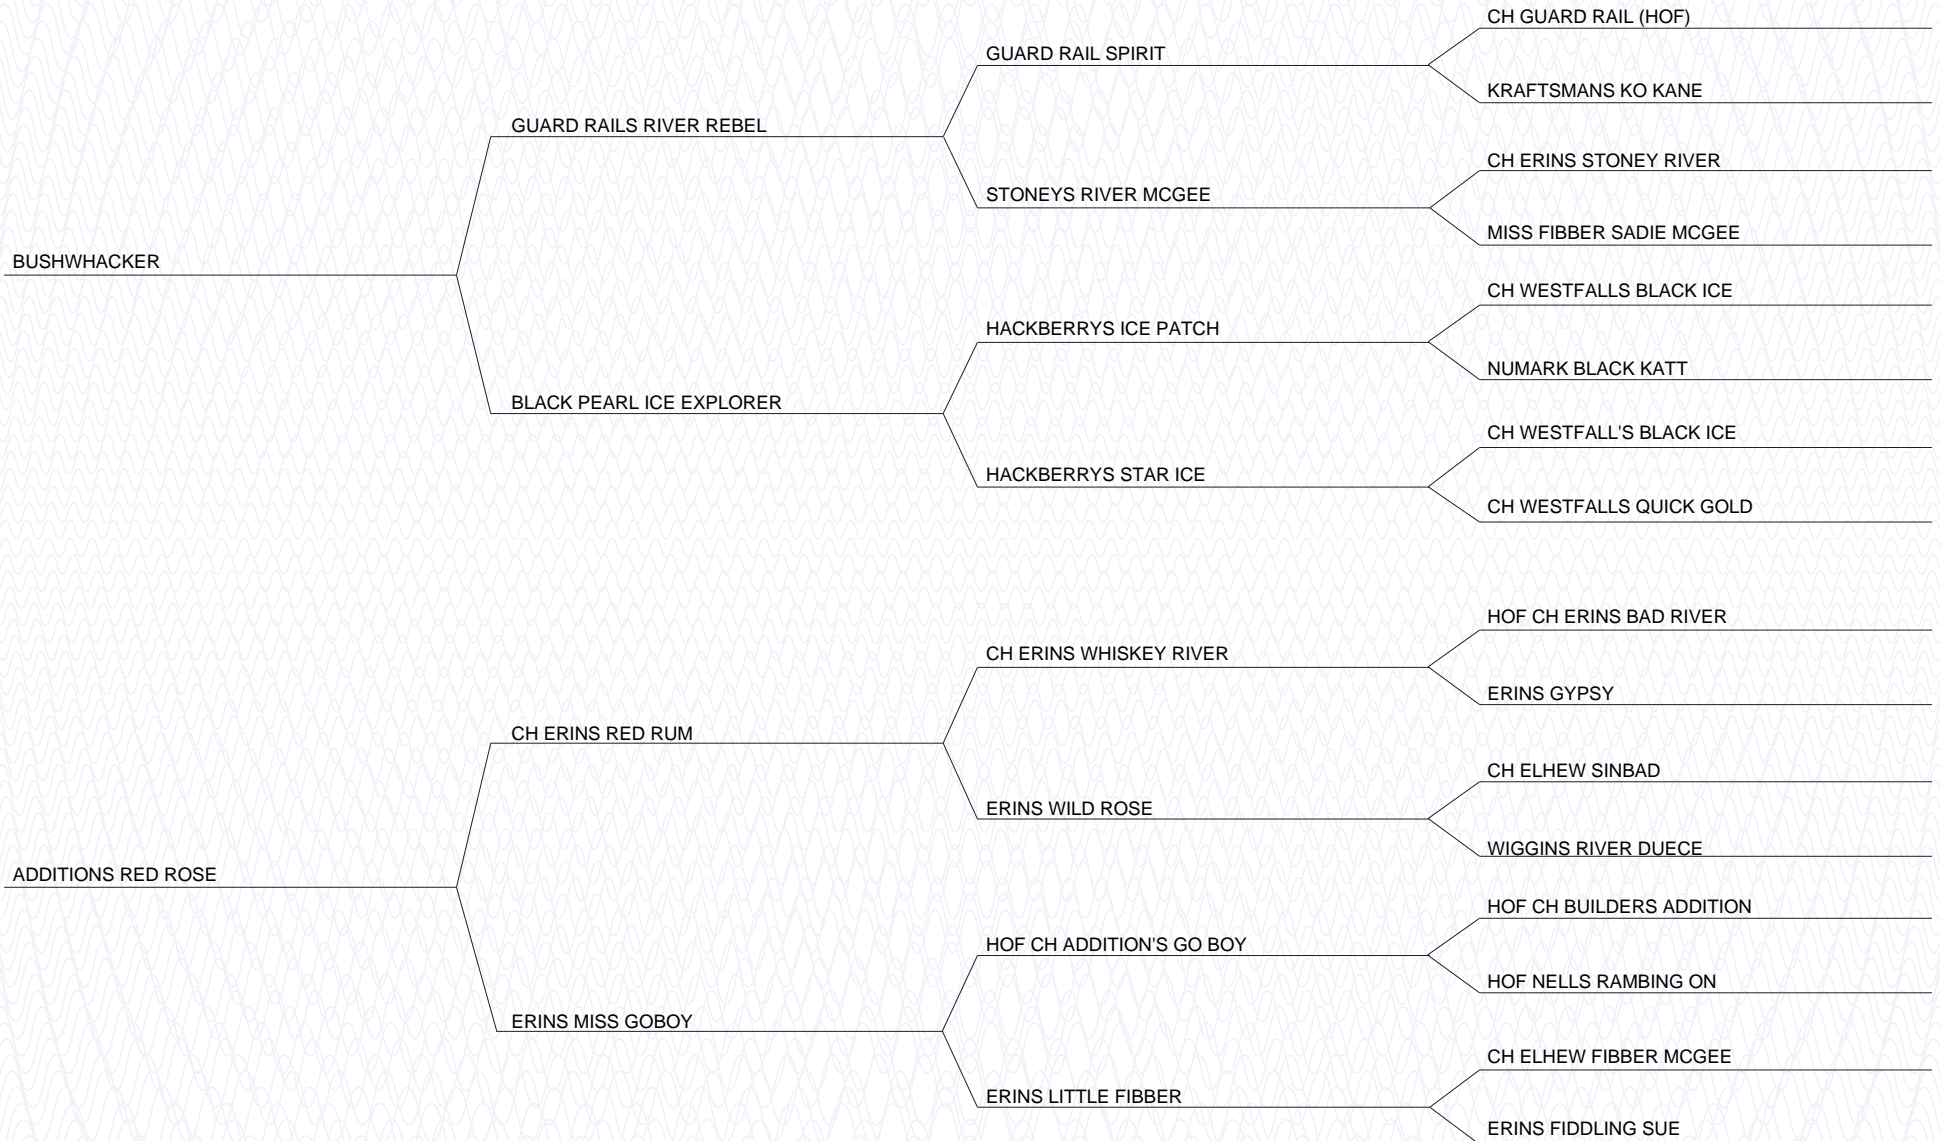 CH GUARD RAIL (HOF)
GUARD RAIL SPIRIT
KRAFTSMANS KO KANE
GUARD RAILS RIVER REBEL
CH ERINS STONEY RIVER
STONEYS RIVER MCGEE
MISS FIBBER SADIE MCGEE
BUSHWHACKER
CH WESTFALLS BLACK ICE
HACKBERRYS ICE PATCH
NUMARK BLACK KATT
BLACK PEARL ICE EXPLORER
CH WESTFALL'S BLACK ICE
HACKBERRYS STAR ICE
CH WESTFALLS QUICK GOLD
HOF CH ERINS BAD RIVER
CH ERINS WHISKEY RIVER
ERINS GYPSY
CH ERINS RED RUM
CH ELHEW SINBAD
ERINS WILD ROSE
WIGGINS RIVER DUECE
ADDITIONS RED ROSE
HOF CH BUILDERS ADDITION
HOF CH ADDITION'S GO BOY
HOF NELLS RAMBING ON
ERINS MISS GOBOY
CH ELHEW FIBBER MCGEE
ERINS LITTLE FIBBER
ERINS FIDDLING SUE